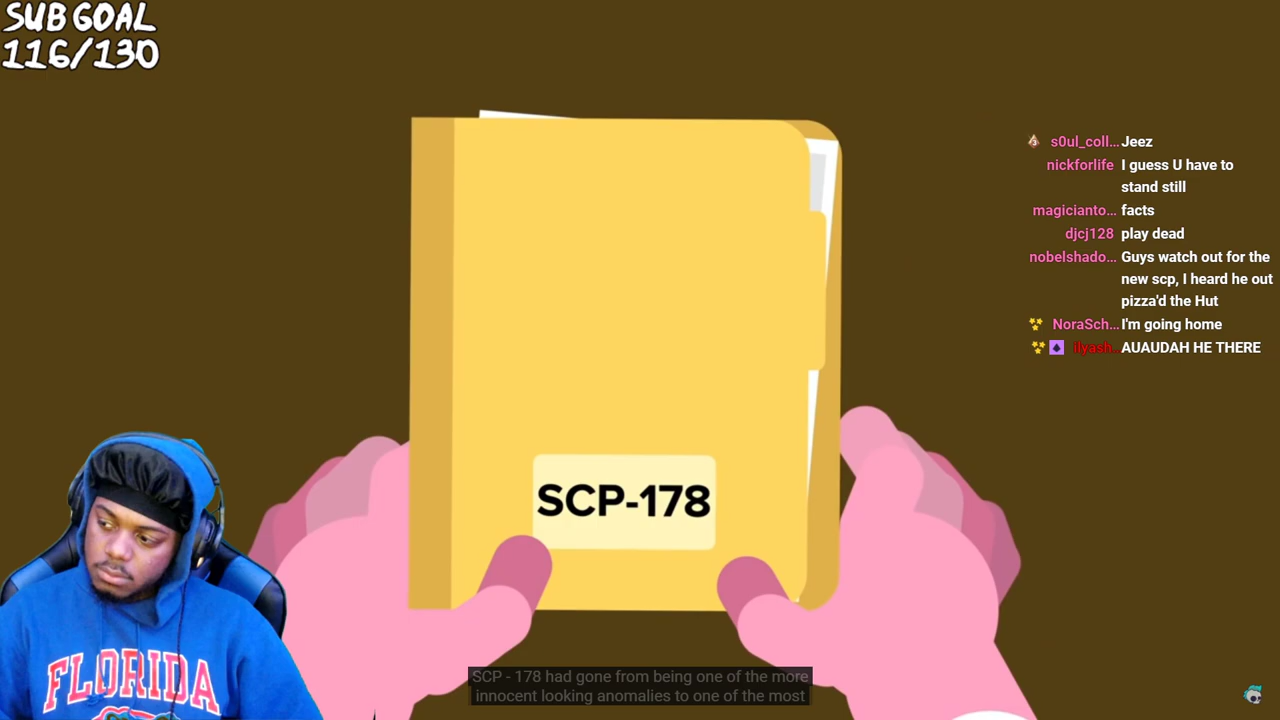 SUB GOAL
116/130
s0ul_coll... Jeez
nickforlife I guess U have to
stand still
magicianto... facts
djcj128 play dead
nobelshado... Guys watch out for the
new scp, I heard he out
pizza'd the Hut
NoraSch... I'm going home
ilyash... AUAUDAH HE THERE
SCP-178
FLORIDA
SCP - 178 had gone from being one of the more
innocent looking anomalies to one of the most